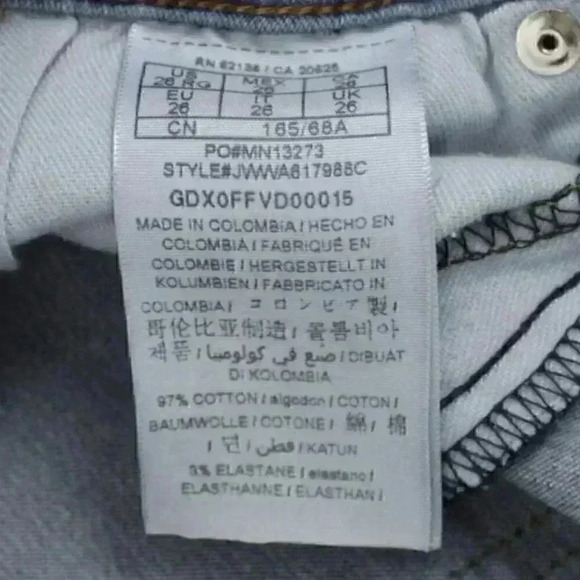 RN 62136 / CA 20626
US 26 RG MEX 26 CA 26
EU 26 IT 26 UK 26
CN 165/68A
PO#MN13273
STYLE#JWWA617986C
GDX0FFVD00015
MADE IN COLOMBIA / HECHO EN
COLOMBIA / FABRIQUÉ EN
COLOMBIE / HERGESTELLT IN
KOLUMBIEN / FABBRICATO IN
COLOMBIA / コロンビア製 /
哥伦比亚制造 / 콜롬비아
제품 / صنع في كولومبيا / DIBUAT
DI KOLOMBIA
97% COTTON / algodon / COTON /
BAUMWOLLE / COTONE / 綿 / 棉
/ 면 / قطن / KATUN
3% ELASTANE / elastano /
ELASTHANNE / ELASTHAN /